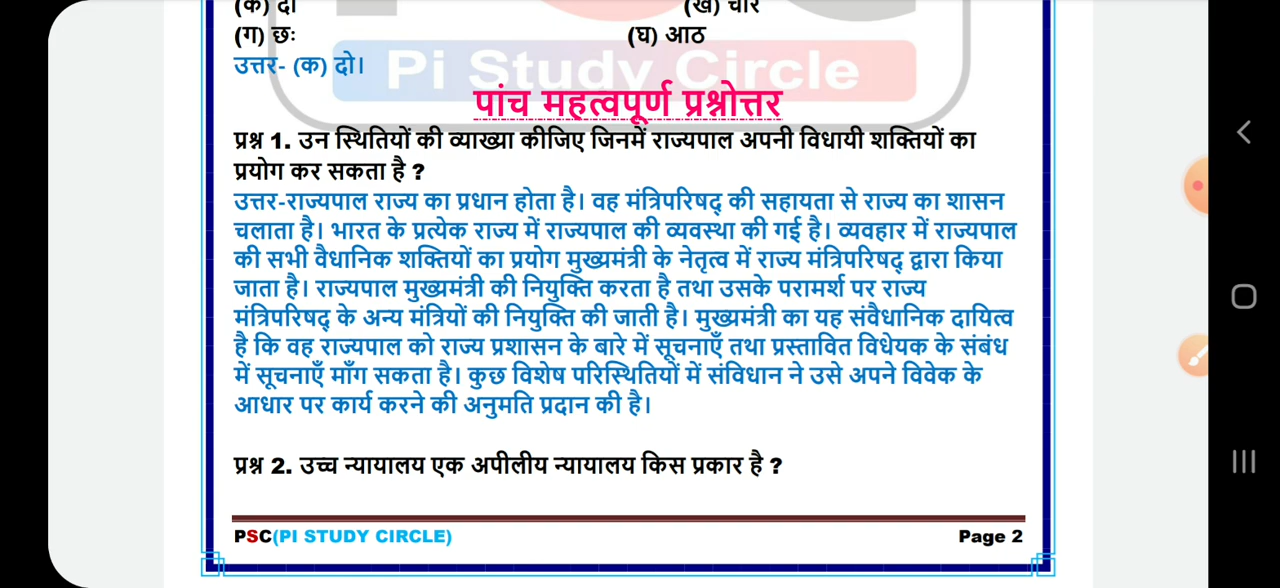 (क) दो (ख) चार
(ग) छः (घ) आठ
उत्तर- (क) दो।
Pi Study Circle
पांच महत्वपूर्ण प्रश्नोत्तर
प्रश्न 1. उन स्थितियों की व्याख्या कीजिए जिनमें राज्यपाल अपनी विधायी शक्तियों का
प्रयोग कर सकता है ?
उत्तर-राज्यपाल राज्य का प्रधान होता है। वह मंत्रिपरिषद् की सहायता से राज्य का शासन
चलाता है। भारत के प्रत्येक राज्य में राज्यपाल की व्यवस्था की गई है। व्यवहार में राज्यपाल
की सभी वैधानिक शक्तियों का प्रयोग मुख्यमंत्री के नेतृत्व में राज्य मंत्रिपरिषद् द्वारा किया
जाता है। राज्यपाल मुख्यमंत्री की नियुक्ति करता है तथा उसके परामर्श पर राज्य
मंत्रिपरिषद् के अन्य मंत्रियों की नियुक्ति की जाती है। मुख्यमंत्री का यह संवैधानिक दायित्व
है कि वह राज्यपाल को राज्य प्रशासन के बारे में सूचनाएँ तथा प्रस्तावित विधेयक के संबंध
में सूचनाएँ माँग सकता है। कुछ विशेष परिस्थितियों में संविधान ने उसे अपने विवेक के
आधार पर कार्य करने की अनुमति प्रदान की है।
प्रश्न 2. उच्च न्यायालय एक अपीलीय न्यायालय किस प्रकार है ?
PSC(PI STUDY CIRCLE) Page 2